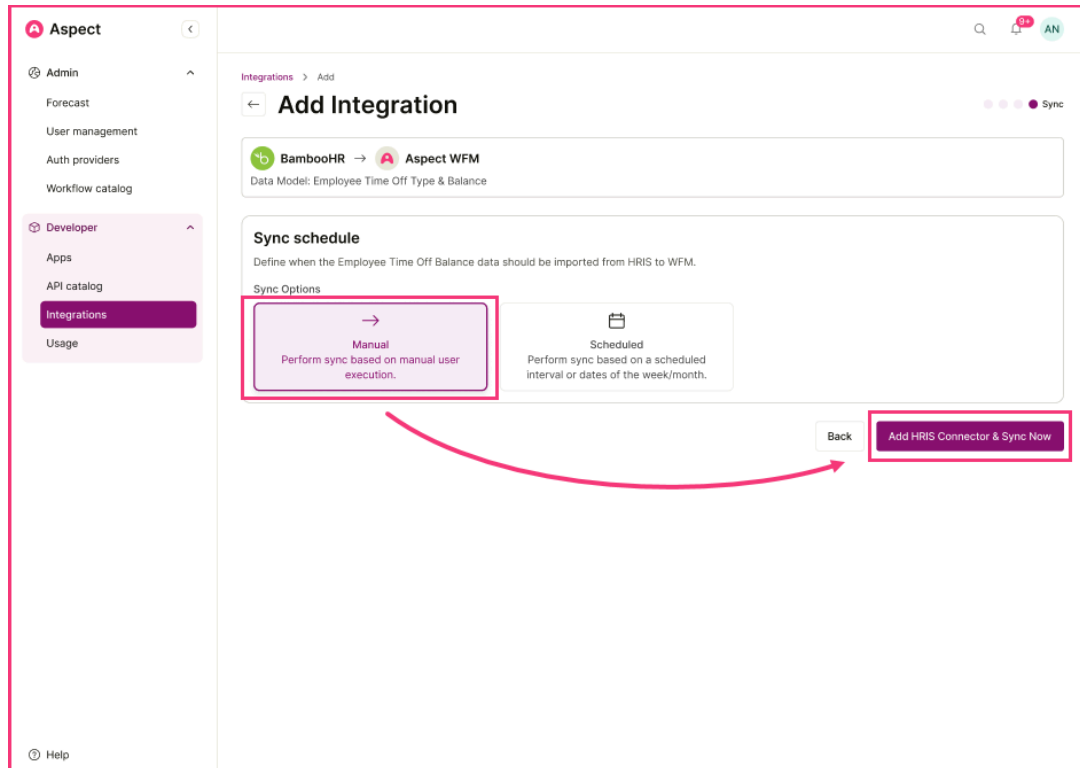 Aspect
9+
AN
Admin
Forecast
User management
Auth providers
Workflow catalog
Developer
Apps
API catalog
Integrations
Usage
Help
Integrations > Add
← Add Integration
Sync
BambooHR → Aspect WFM
Data Model: Employee Time Off Type & Balance
Sync schedule
Define when the Employee Time Off Balance data should be imported from HRIS to WFM.
Sync Options
Manual
Perform sync based on manual user
execution.
Scheduled
Perform sync based on a scheduled
interval or dates of the week/month.
Back
Add HRIS Connector & Sync Now